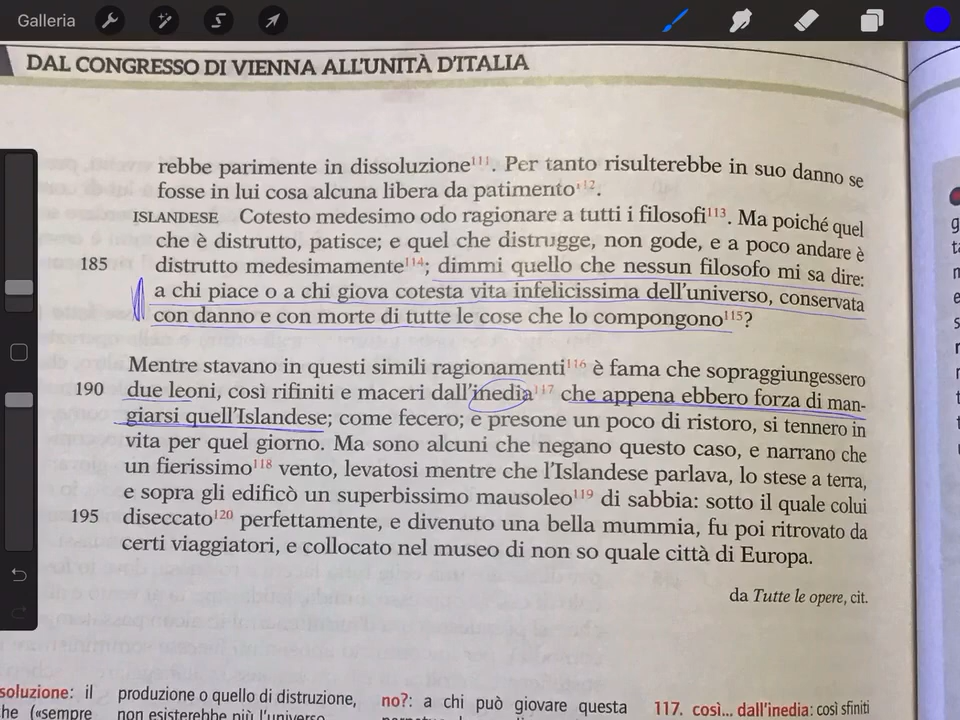 Galleria
DAL CONGRESSO DI VIENNA ALL'UNITÀ D'ITALIA
rebbe parimente in dissoluzione111. Per tanto risulterebbe in suo danno se
fosse in lui cosa alcuna libera da patimento112.
ISLANDESE Cotesto medesimo odo ragionare a tutti i filosofi113. Ma poiché quel
che è distrutto, patisce; e quel che distrugge, non gode, e a poco andare è
185 distrutto medesimamente114; dimmi quello che nessun filosofo mi sa dire:
a chi piace o a chi giova cotesta vita infelicissima dell'universo, conservata
con danno e con morte di tutte le cose che lo compongono115?
Mentre stavano in questi simili ragionamenti116 è fama che sopraggiungessero
190 due leoni, così rifiniti e maceri dall'inedia117 che appena ebbero forza di man-
giarsi quell'Islandese; come fecero; e presone un poco di ristoro, si tennero in
vita per quel giorno. Ma sono alcuni che negano questo caso, e narrano che
un fierissimo118 vento, levatosi mentre che l'Islandese parlava, lo stese a terra,
e sopra gli edificò un superbissimo mausoleo119 di sabbia: sotto il quale colui
195 diseccato120 perfettamente, e divenuto una bella mummia, fu poi ritrovato da
certi viaggiatori, e collocato nel museo di non so quale città di Europa.
da Tutte le opere, cit.
soluzione: il
he («sempre
produzione o quello di distruzione,
non esisterebbe più l'universo
no?: a chi può giovare questa
117. così... dall'inedia: così sfiniti